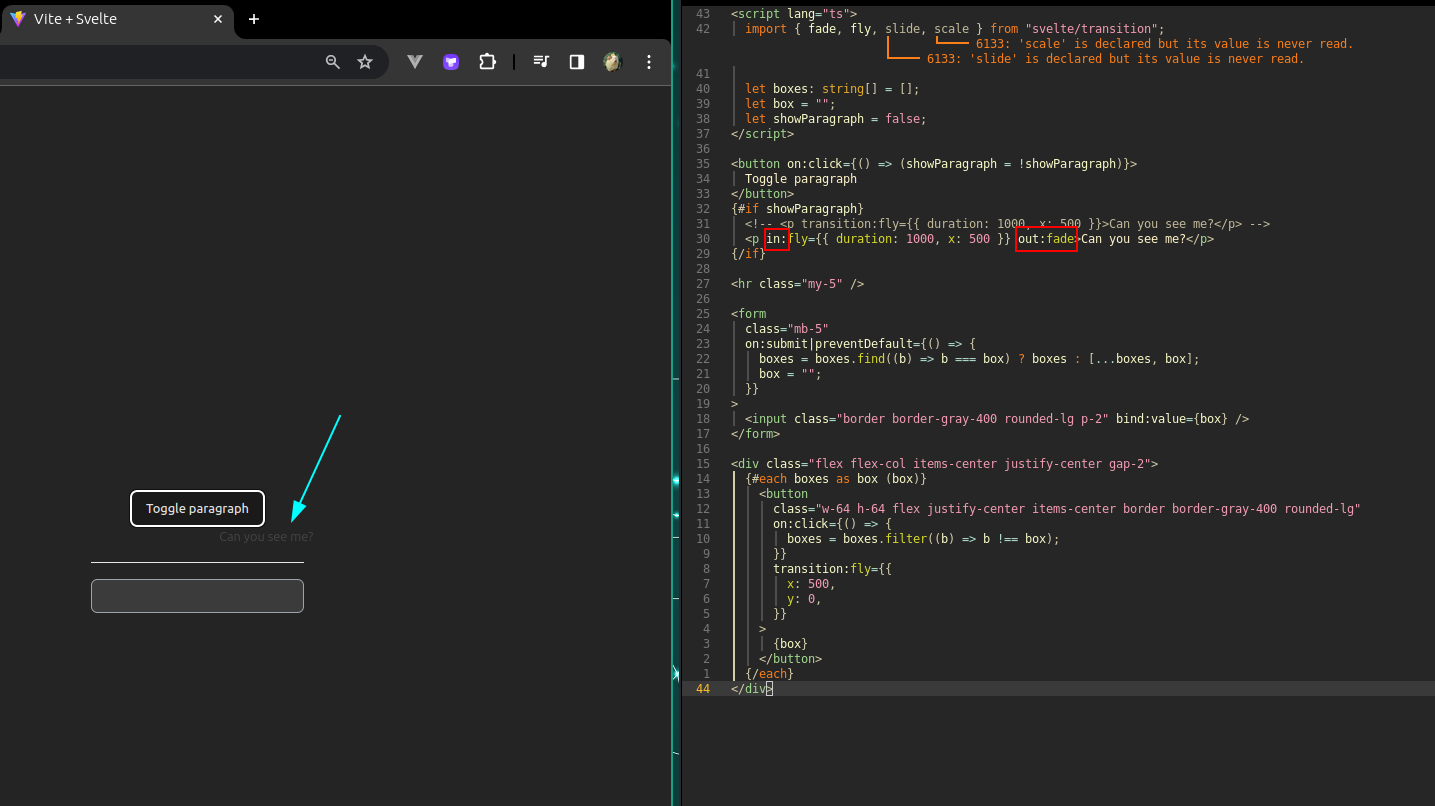 VIte + Svelte
Toggle paragraph
Can you see me?
43 <script lang="ts">
42 import { fade, fly, slide, scale } from "svelte/transition";
6133: 'scale' is declared but its value is never read.
6133: 'slide' is declared but its value is never read.
41
40 let boxes: string[] = [];
39 let box = "";
38 let showParagraph = false;
37 </script>
36
35 <button on:click={() => (showParagraph = !showParagraph)}>
34 Toggle paragraph
33 </button>
32 {#if showParagraph}
31 <!-- <p transition:fly={{ duration: 1000, x: 500 }}>Can you see me?</p> -->
30 <p in:fly={{ duration: 1000, x: 500 }} out:fade>Can you see me?</p>
29 {/if}
28
27 <hr class="my-5" />
26
25 <form
24 class="mb-5"
23 on:submit|preventDefault={() => {
22 boxes = boxes.find((b) => b === box) ? boxes : [...boxes, box];
21 box = "";
20 }}
19 >
18 <input class="border border-gray-400 rounded-lg p-2" bind:value={box} />
17 </form>
16
15 <div class="flex flex-col items-center justify-center gap-2">
14 {#each boxes as box (box)}
13 <button
12 class="w-64 h-64 flex justify-center items-center border border-gray-400 rounded-lg"
11 on:click={() => {
10 boxes = boxes.filter((b) => b !== box);
9 }}
8 transition:fly={{
7 x: 500,
6 y: 0,
5 }}
4 >
3 {box}
2 </button>
1 {/each}
44 </div>